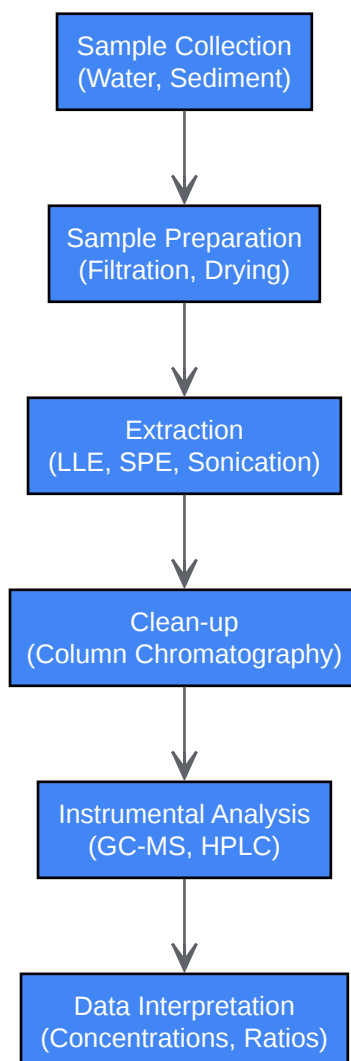 Sample Collection
(Water, Sediment)
Sample Preparation
(Filtration, Drying)
Extraction
(LLE, SPE, Sonication)
Clean-up
(Column Chromatography)
Instrumental Analysis
(GC-MS, HPLC)
Data Interpretation
(Concentrations, Ratios)